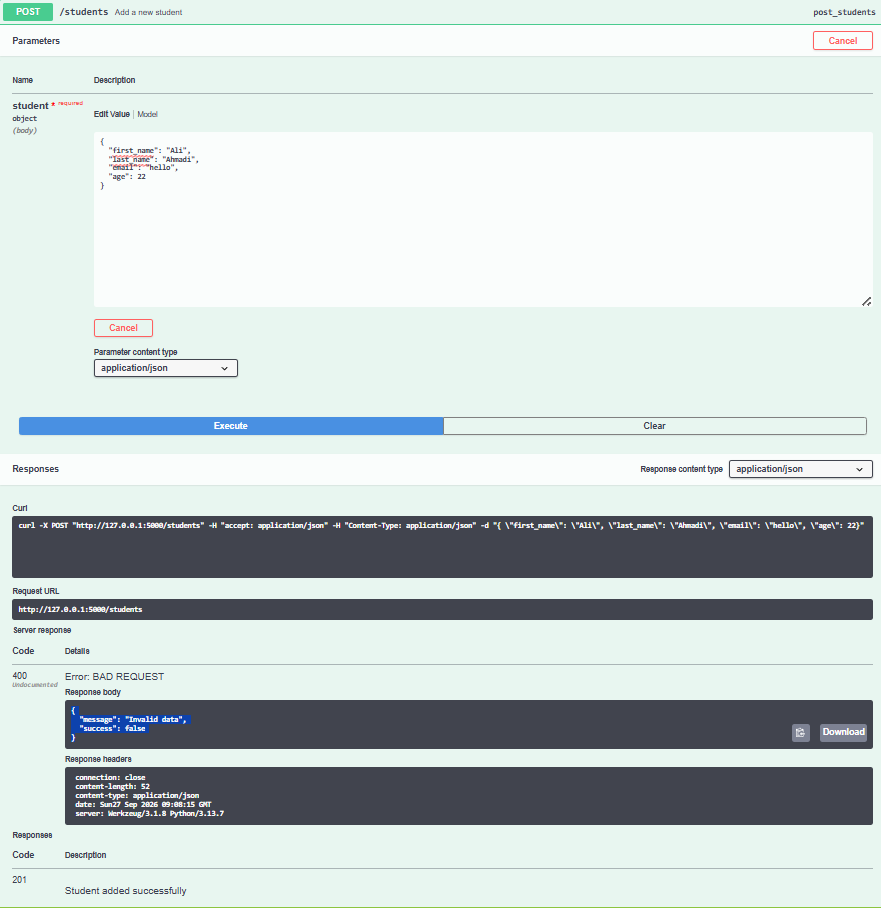 POST /students Add a new student post_students
Parameters Cancel
Name Description
student * required
object
(body)
Edit Value | Model
{
  "first_name": "Ali",
  "last_name": "Ahmadi",
  "email": "hello",
  "age": 22
}
Cancel
Parameter content type
application/json
Execute Clear
Responses Response content type application/json
Curl
curl -X POST "http://127.0.0.1:5000/students" -H "accept: application/json" -H "Content-Type: application/json" -d "{ \"first_name\": \"Ali\", \"last_name\": \"Ahmadi\", \"email\": \"hello\", \"age\": 22}"
Request URL
http://127.0.0.1:5000/students
Server response
Code Details
400 Error: BAD REQUEST
Undocumented
Response body
{
  "message": "Invalid data",
  "success": false
}
Download
Response headers
connection: close
content-length: 52
content-type: application/json
date: Sun27 Sep 2026 09:08:15 GMT
server: Werkzeug/3.1.8 Python/3.13.7
Responses
Code Description
201
Student added successfully